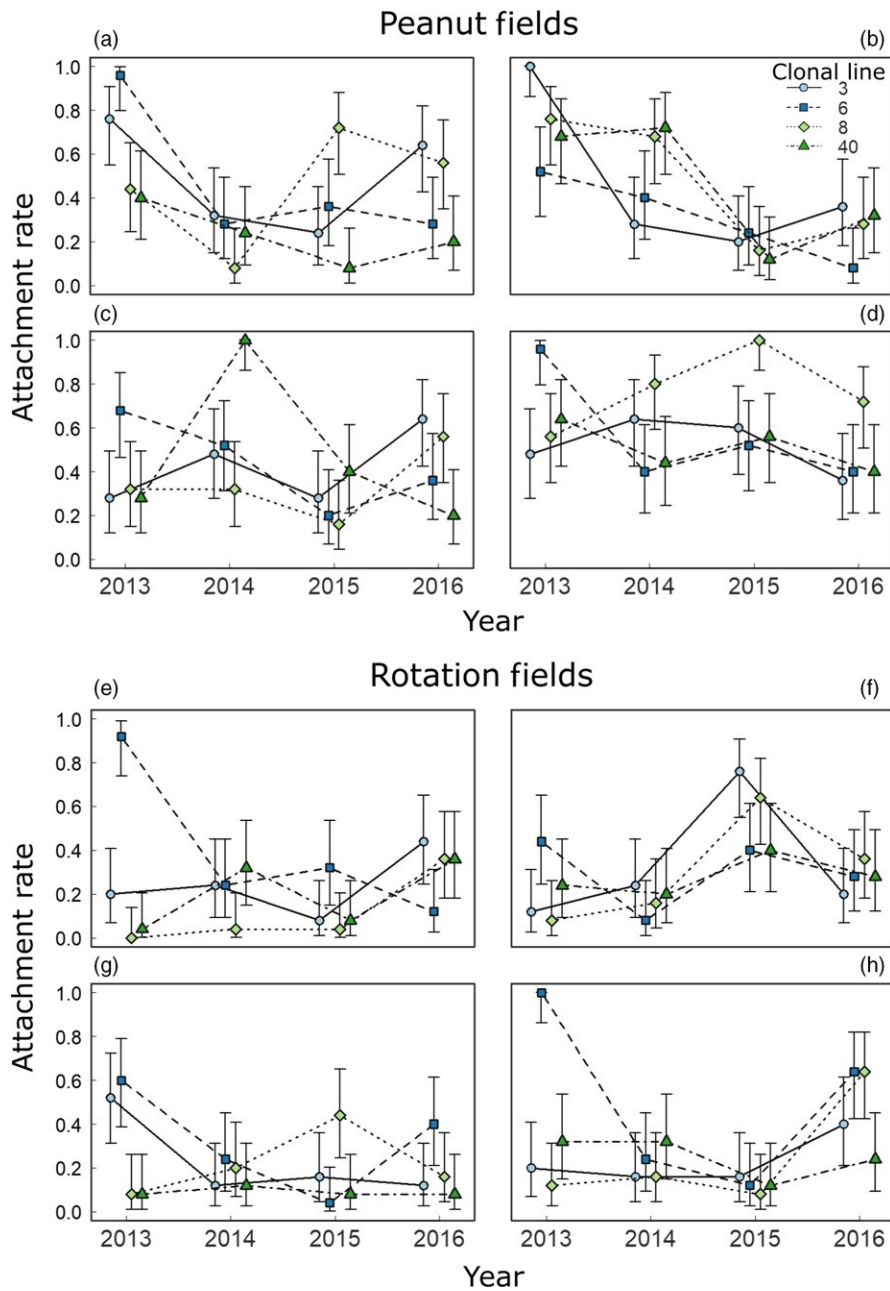 Peanut fields
(a)
(b)
Clonal line
3
6
8
40
1.0
0.8
0.6
0.4
0.2
0.0
(c)
(d)
1.0
0.8
0.6
0.4
0.2
0.0
Attachment rate
2013 2014 2015 2016
2013 2014 2015 2016
Year
Rotation fields
(e)
(f)
1.0
0.8
0.6
0.4
0.2
0.0
(g)
(h)
1.0
0.8
0.6
0.4
0.2
0.0
Attachment rate
2013 2014 2015 2016
2013 2014 2015 2016
Year